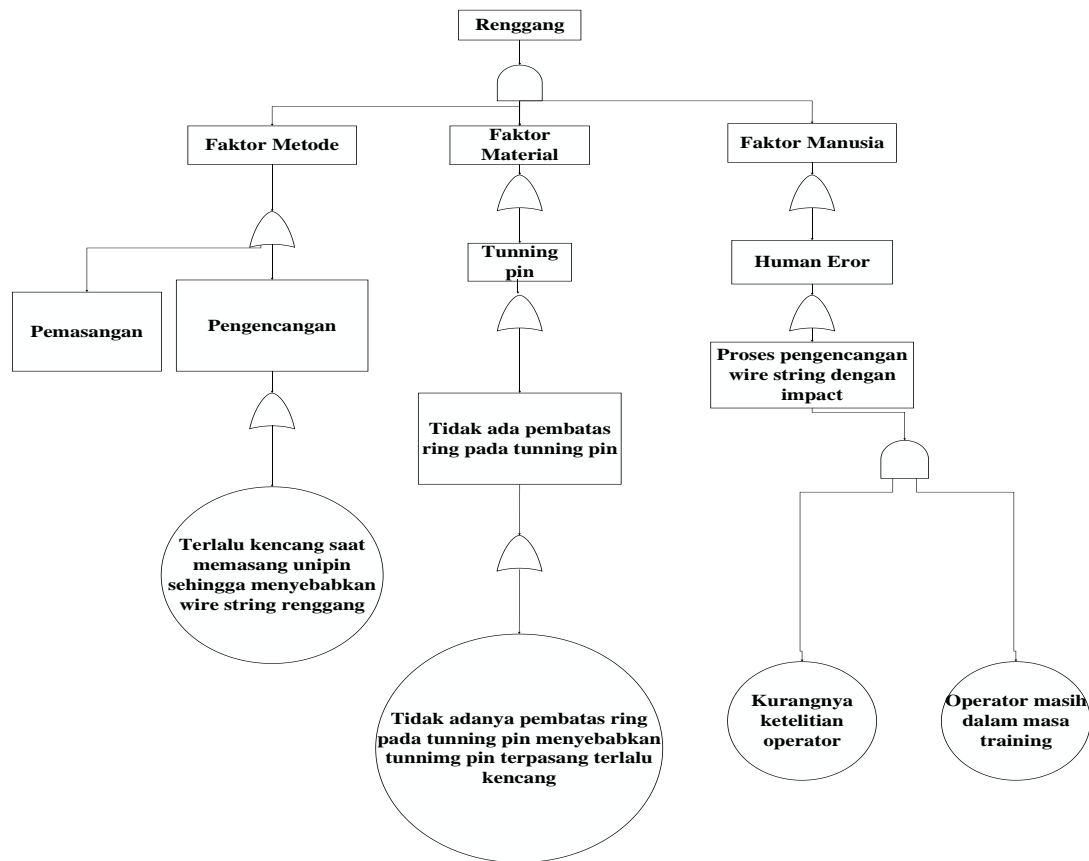 Renggang
Faktor Metode
Faktor
Material
Faktor Manusia
Tunning
pin
Human Eror
Pemasangan
Pengencangan
Proses pengencangan
wire string dengan
impact
Tidak ada pembatas
ring pada tunning pin
Terlalu kencang saat
memasang unipin
sehingga menyebabkan
wire string renggang
Tidak adanya pembatas ring
pada tunning pin menyebabkan
tunnimg pin terpasang terlalu
kencang
Kurangnya
ketelitian
operator
Operator masih
dalam masa
training